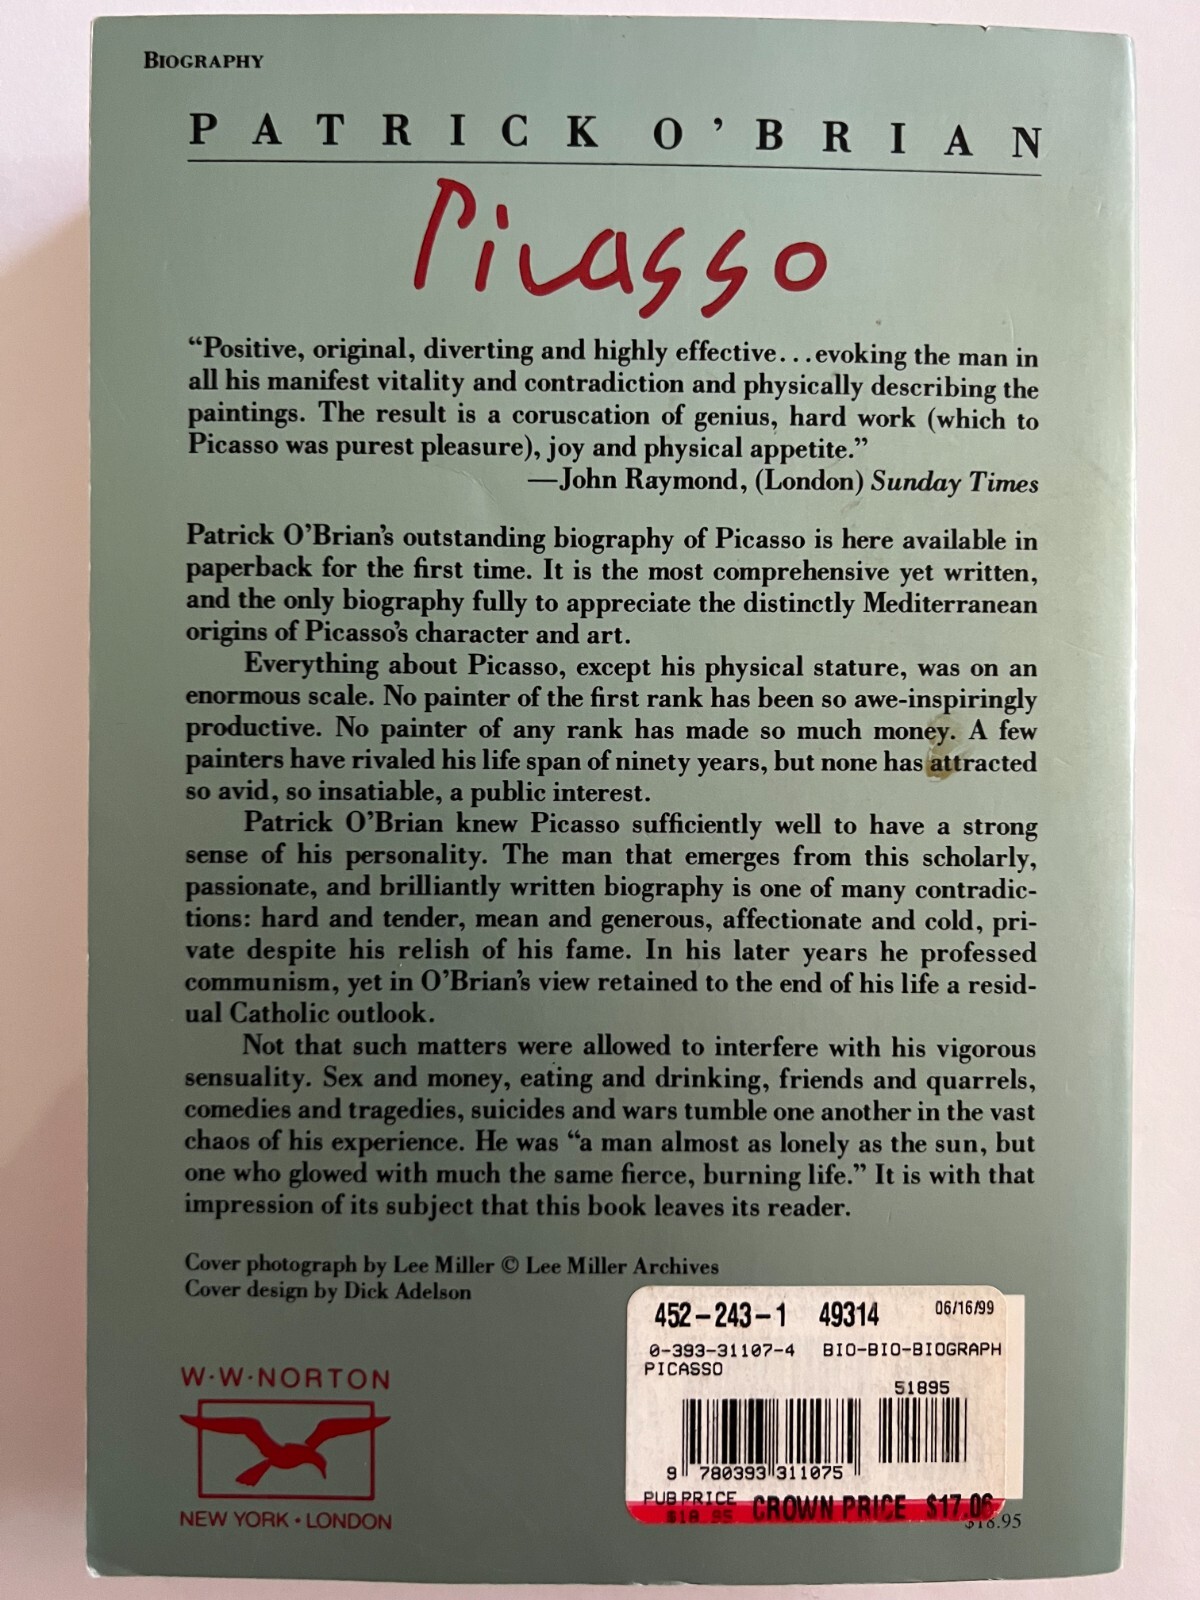 BIOGRAPHY
PATRICK O’BRIAN
Picasso
“Positive, original, diverting and highly effective...evoking the man in
all his manifest vitality and contradiction and physically describing the
paintings. The result is a coruscation of genius, hard work (which to
Picasso was purest pleasure), joy and physical appetite.”
—John Raymond, (London) Sunday Times
Patrick O’Brian’s outstanding biography of Picasso is here available in
paperback for the first time. It is the most comprehensive yet written,
and the only biography fully to appreciate the distinctly Mediterranean
origins of Picasso’s character and art.
Everything about Picasso, except his physical stature, was on an
enormous scale. No painter of the first rank has been so awe-inspiringly
productive. No painter of any rank has made so much money. A few
painters have rivaled his life span of ninety years, but none has attracted
so avid, so insatiable, a public interest.
Patrick O’Brian knew Picasso sufficiently well to have a strong
sense of his personality. The man that emerges from this scholarly,
passionate, and brilliantly written biography is one of many contradic-
tions: hard and tender, mean and generous, affectionate and cold, pri-
vate despite his relish of his fame. In his later years he professed
communism, yet in O’Brian’s view retained to the end of his life a resid-
ual Catholic outlook.
Not that such matters were allowed to interfere with his vigorous
sensuality. Sex and money, eating and drinking, friends and quarrels,
comedies and tragedies, suicides and wars tumble one another in the vast
chaos of his experience. He was “a man almost as lonely as the sun, but
one who glowed with much the same fierce, burning life.” It is with that
impression of its subject that this book leaves its reader.
Cover photograph by Lee Miller © Lee Miller Archives
Cover design by Dick Adelson
W·W·NORTON
NEW YORK • LONDON
452-243-1 49314 06/16/99
0-393-31107-4 BIO-BIO-BIOGRAPH
PICASSO
51895
9 780393 311075
PUB PRICE CROWN PRICE $17.06
$18.95
$18.95